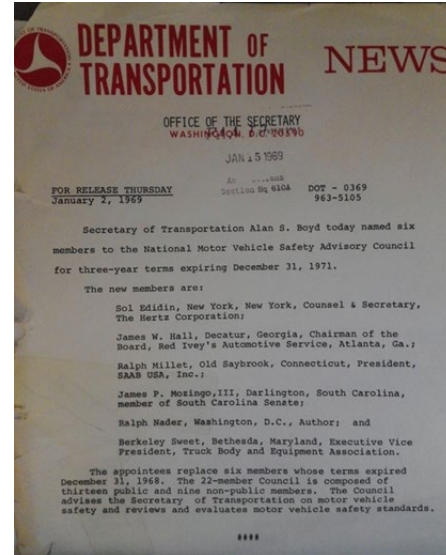 DEPARTMENT OF
TRANSPORTATION
NEWS
OFFICE OF THE SECRETARY
WASHINGTON, D.C. 20590
JAN 15 1969
Section Hq 610A
FOR RELEASE THURSDAY
January 2, 1969
DOT - 0369
963-5105
Secretary of Transportation Alan S. Boyd today named six
members to the National Motor Vehicle Safety Advisory Council
for three-year terms expiring December 31, 1971.
The new members are:
Sol Edidin, New York, New York, Counsel & Secretary,
The Hertz Corporation;
James W. Hall, Decatur, Georgia, Chairman of the
Board, Red Ivey's Automotive Service, Atlanta, Ga.;
Ralph Millet, Old Saybrook, Connecticut, President,
SAAB USA, Inc.;
James P. Mozingo,III, Darlington, South Carolina,
member of South Carolina Senate;
Ralph Nader, Washington, D.C., Author; and
Berkeley Sweet, Bethesda, Maryland, Executive Vice
President, Truck Body and Equipment Association.
The appointees replace six members whose terms expired
December 31, 1968. The 22-member Council is composed of
thirteen public and nine non-public members. The Council
advises the Secretary of Transportation on motor vehicle
safety and reviews and evaluates motor vehicle safety standards.
####